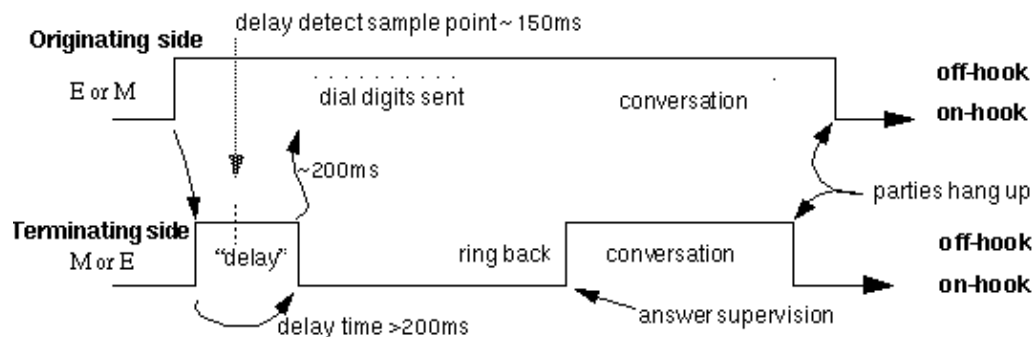 delay detect sample point ~ 150ms
Originating side
off-hook
E or M
dial digits sent
conversation
on-hook
~200ms
parties hang up
Terminating side
off-hook
M or E
"delay"
ring back
conversation
on-hook
delay time >200ms
answer supervision